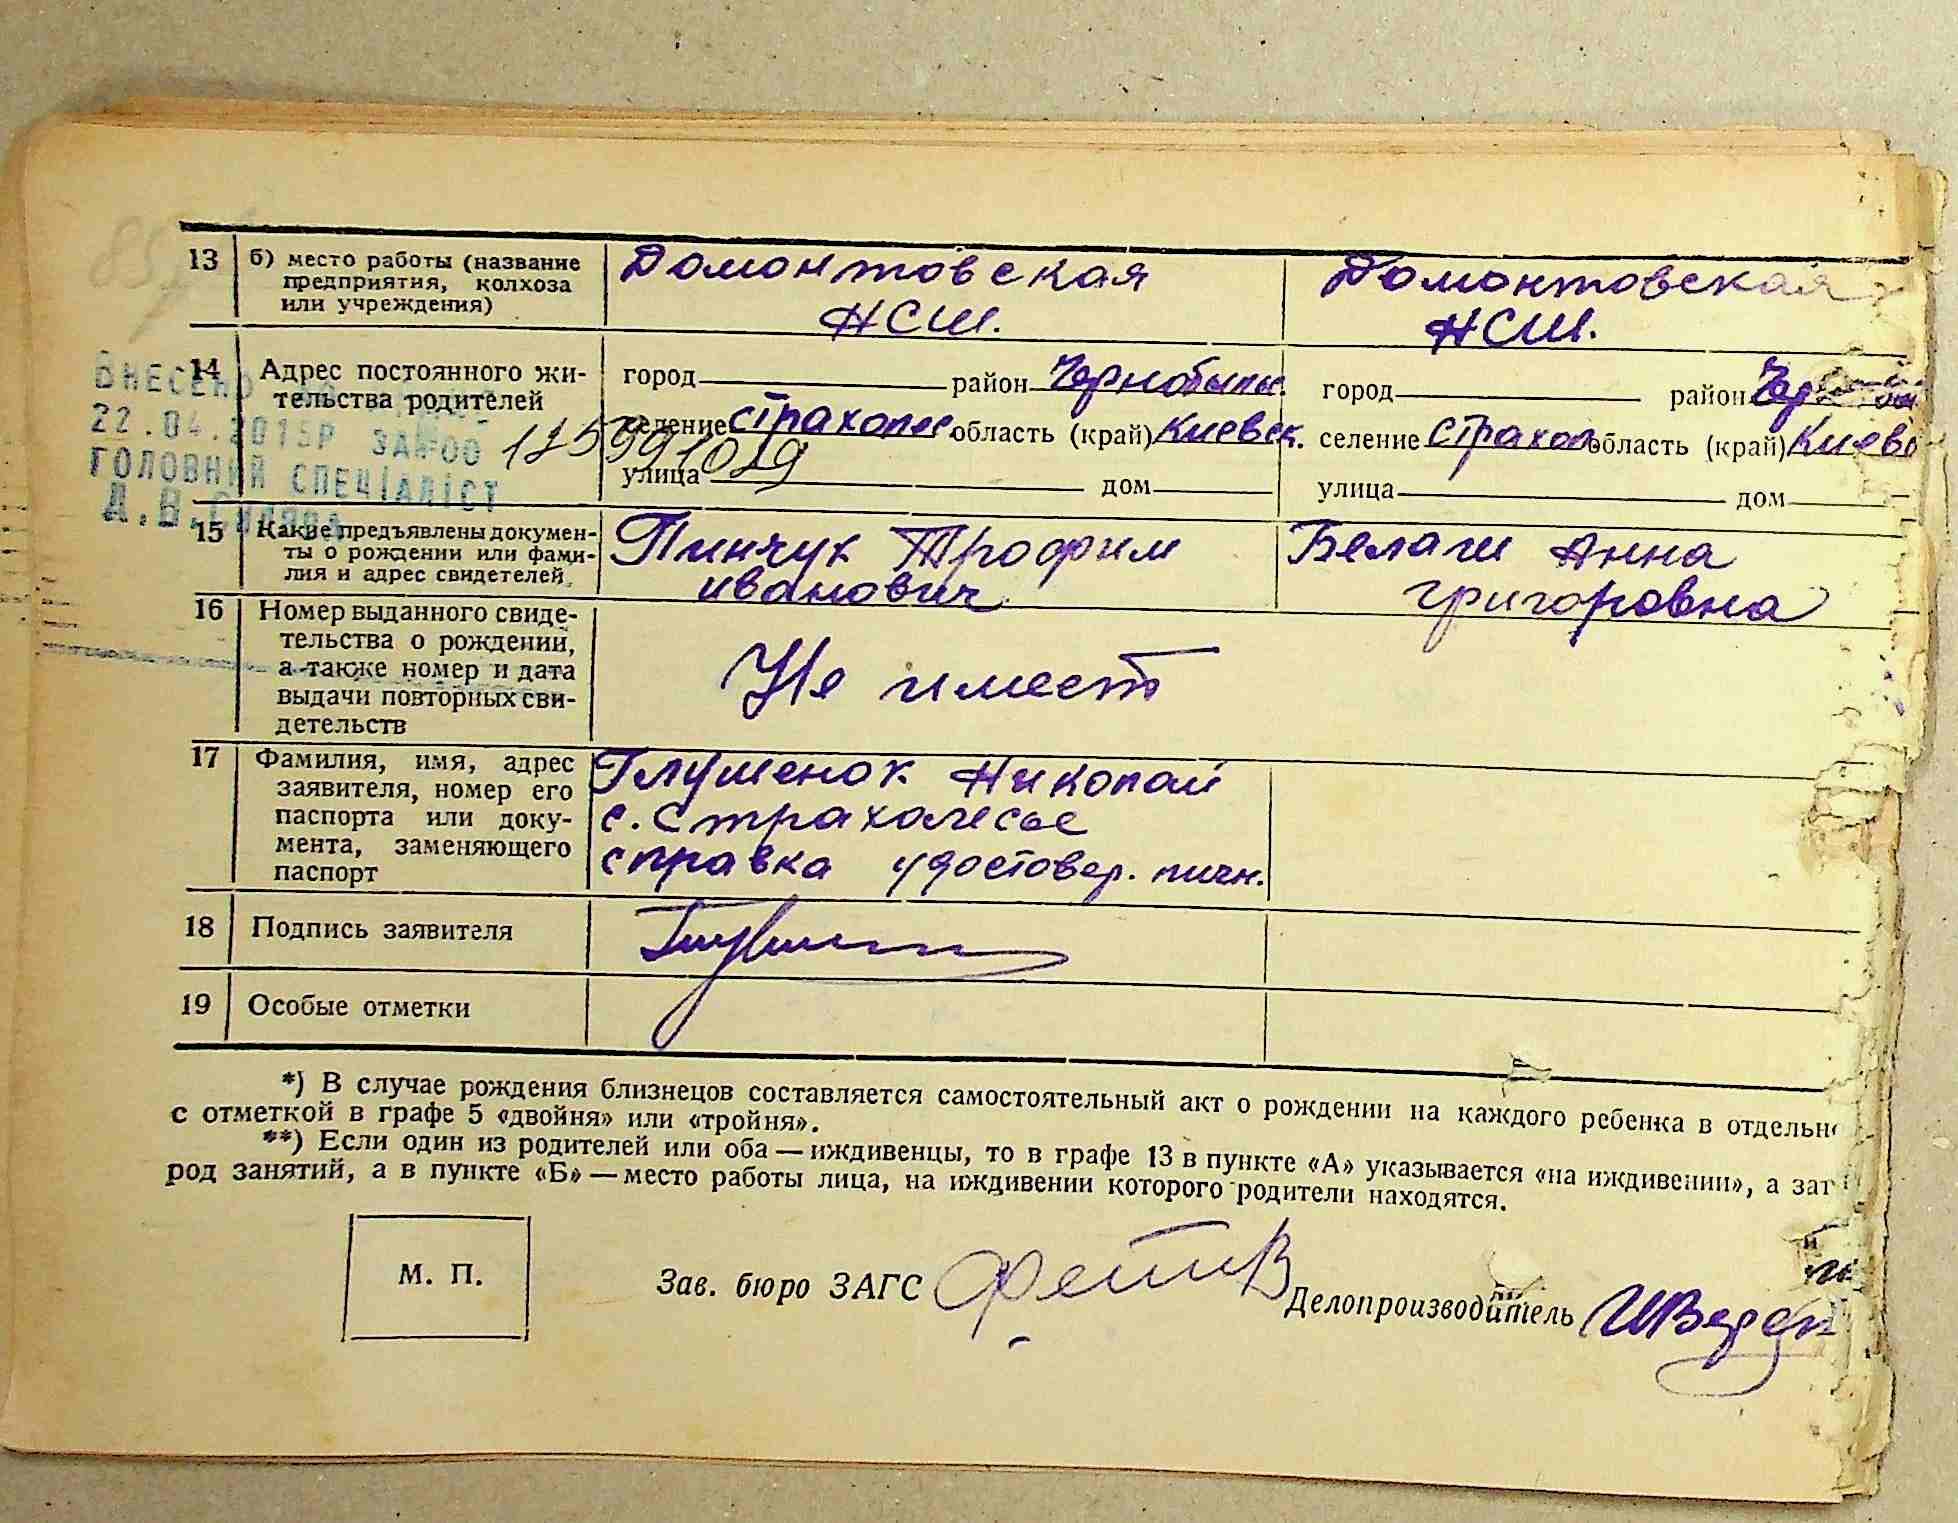 13 б) место работы (название предприятия, колхоза или учреждения) Домонтовская НСШ. Домонтовская НСШ.
14 Адрес постоянного жительства родителей
город район Чернобыльс. город район
селение Страхолес область (край) Киевск. селение Страхол область (край) Киевс
улица дом улица дом
125991029
ВНЕСЕНО
22.04.2015Р ЗАМ-00
ГОЛОВНИЙ СПЕЦІАЛІСТ
15 Какие предъявлены документы о рождении или фамилия и адрес свидетелей Пинчук Трофим Иванович Белаш Анна Григоровна
16 Номер выданного свидетельства о рождении, а также номер и дата выдачи повторных свидетельств Не имеет
17 Фамилия, имя, адрес заявителя, номер его паспорта или документа, заменяющего паспорт Глушенок Николай
с. Страхолесье
справка удостовер. личн.
18 Подпись заявителя
19 Особые отметки
*) В случае рождения близнецов составляется самостоятельный акт о рождении на каждого ребенка в отдельн
с отметкой в графе 5 «двойня» или «тройня».
**) Если один из родителей или оба — иждивенцы, то в графе 13 в пункте «А» указывается «на иждивении», а зат
род занятий, а в пункте «Б» — место работы лица, на иждивении которого родители находятся.
М. П.
Зав. бюро ЗАГС
Делопроизводитель